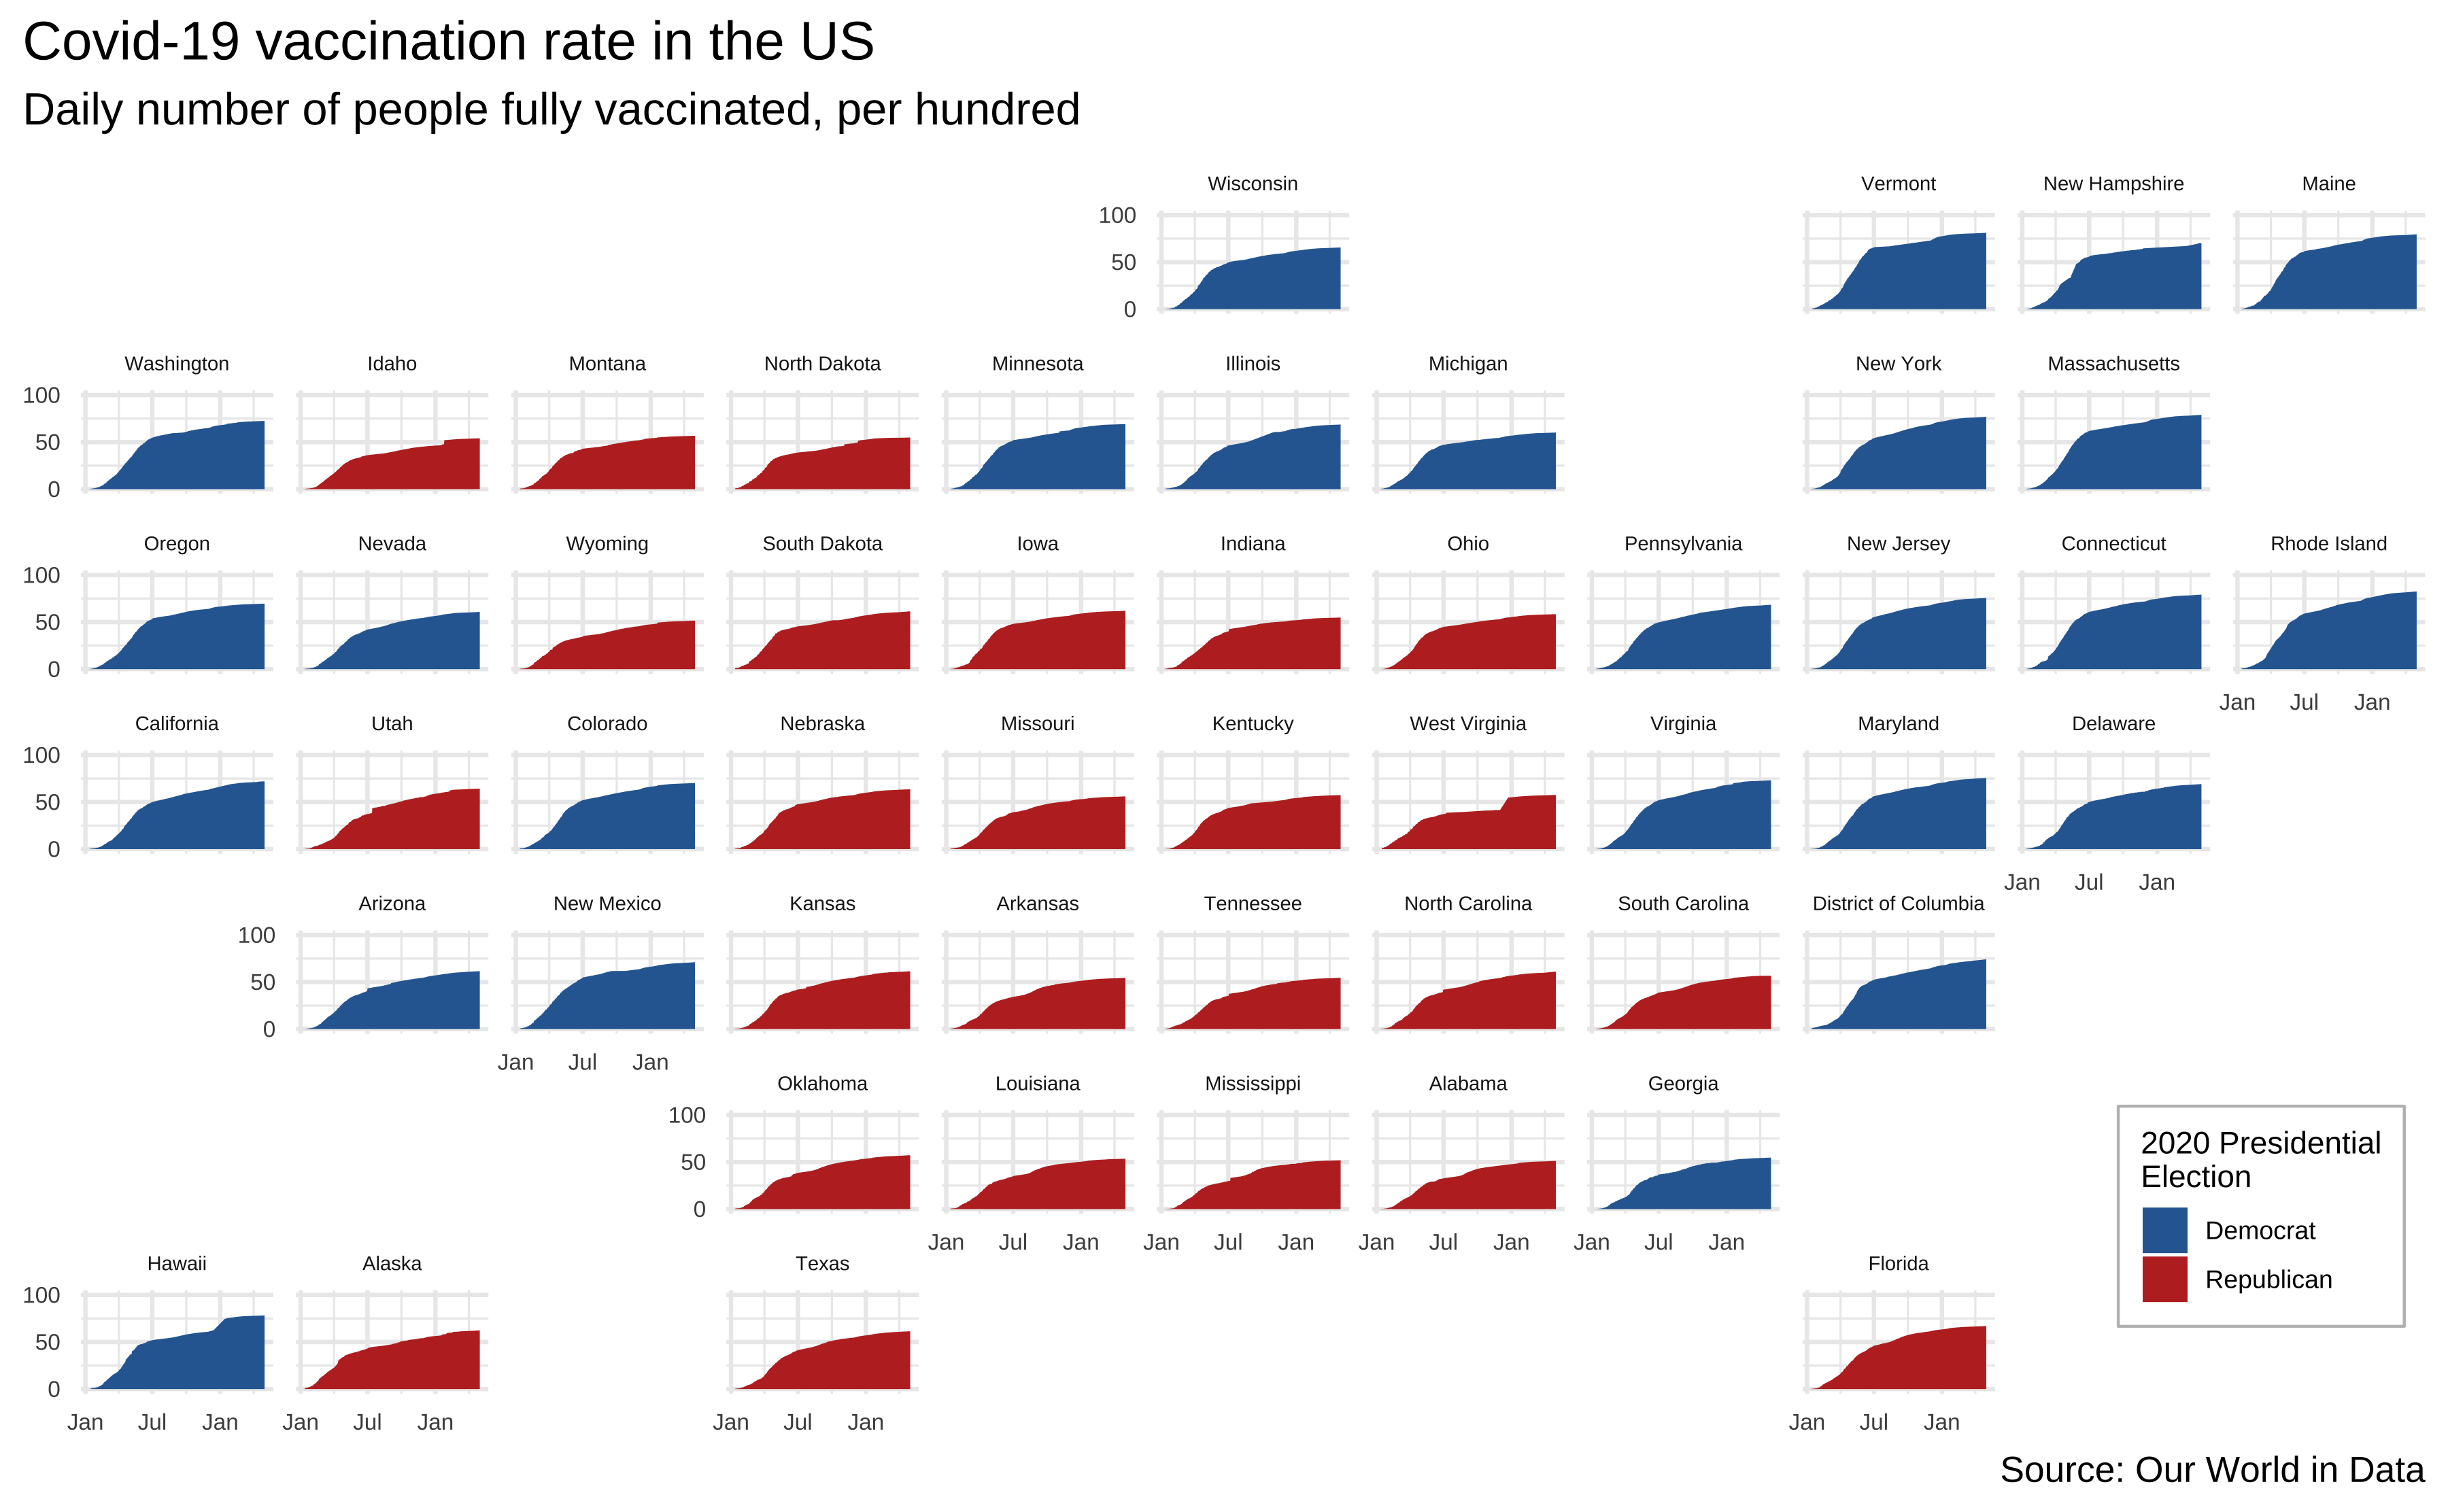 Covid-19 vaccination rate in the US
Daily number of people fully vaccinated, per hundred
Wisconsin Vermont New Hampshire Maine
100
50
0
Washington Idaho Montana North Dakota Minnesota Illinois Michigan New York Massachusetts
100
50
0
Oregon Nevada Wyoming South Dakota Iowa Indiana Ohio Pennsylvania New Jersey Connecticut Rhode Island
100
50
0
Jan Jul Jan
California Utah Colorado Nebraska Missouri Kentucky West Virginia Virginia Maryland Delaware
100
50
0
Jan Jul Jan
Arizona New Mexico Kansas Arkansas Tennessee North Carolina South Carolina District of Columbia
100
50
0
Jan Jul Jan
Oklahoma Louisiana Mississippi Alabama Georgia
100
50
0
Jan Jul Jan Jan Jul Jan Jan Jul Jan Jan Jul Jan
Hawaii Alaska Texas Florida
100
50
0
Jan Jul Jan Jan Jul Jan Jan Jul Jan Jan Jul Jan
2020 Presidential
Election
Democrat
Republican
Source: Our World in Data